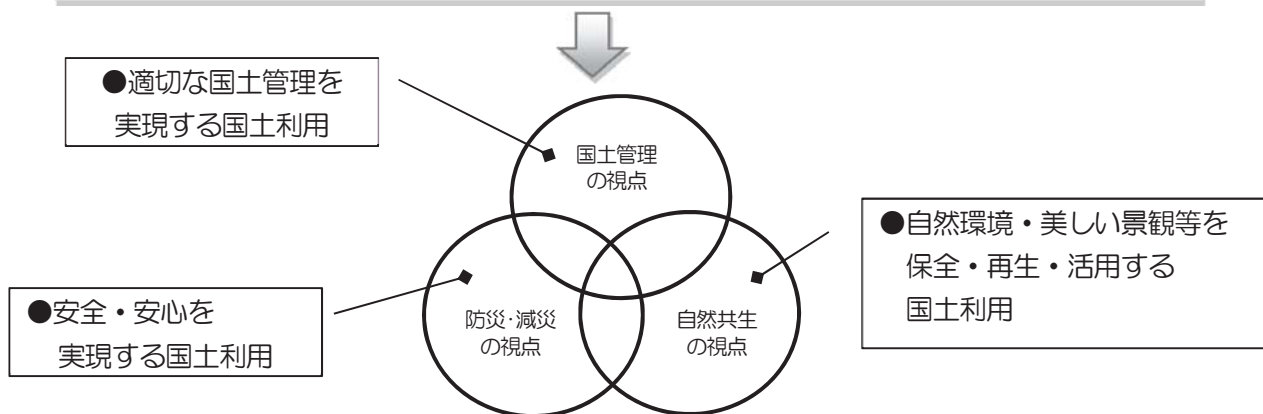 ●適切な国土管理を
実現する国土利用
国土管理
の視点
●自然環境・美しい景観等を
保全・再生・活用する
国土利用
●安全・安心を
実現する国土利用
防災・減災
の視点
自然共生
の視点